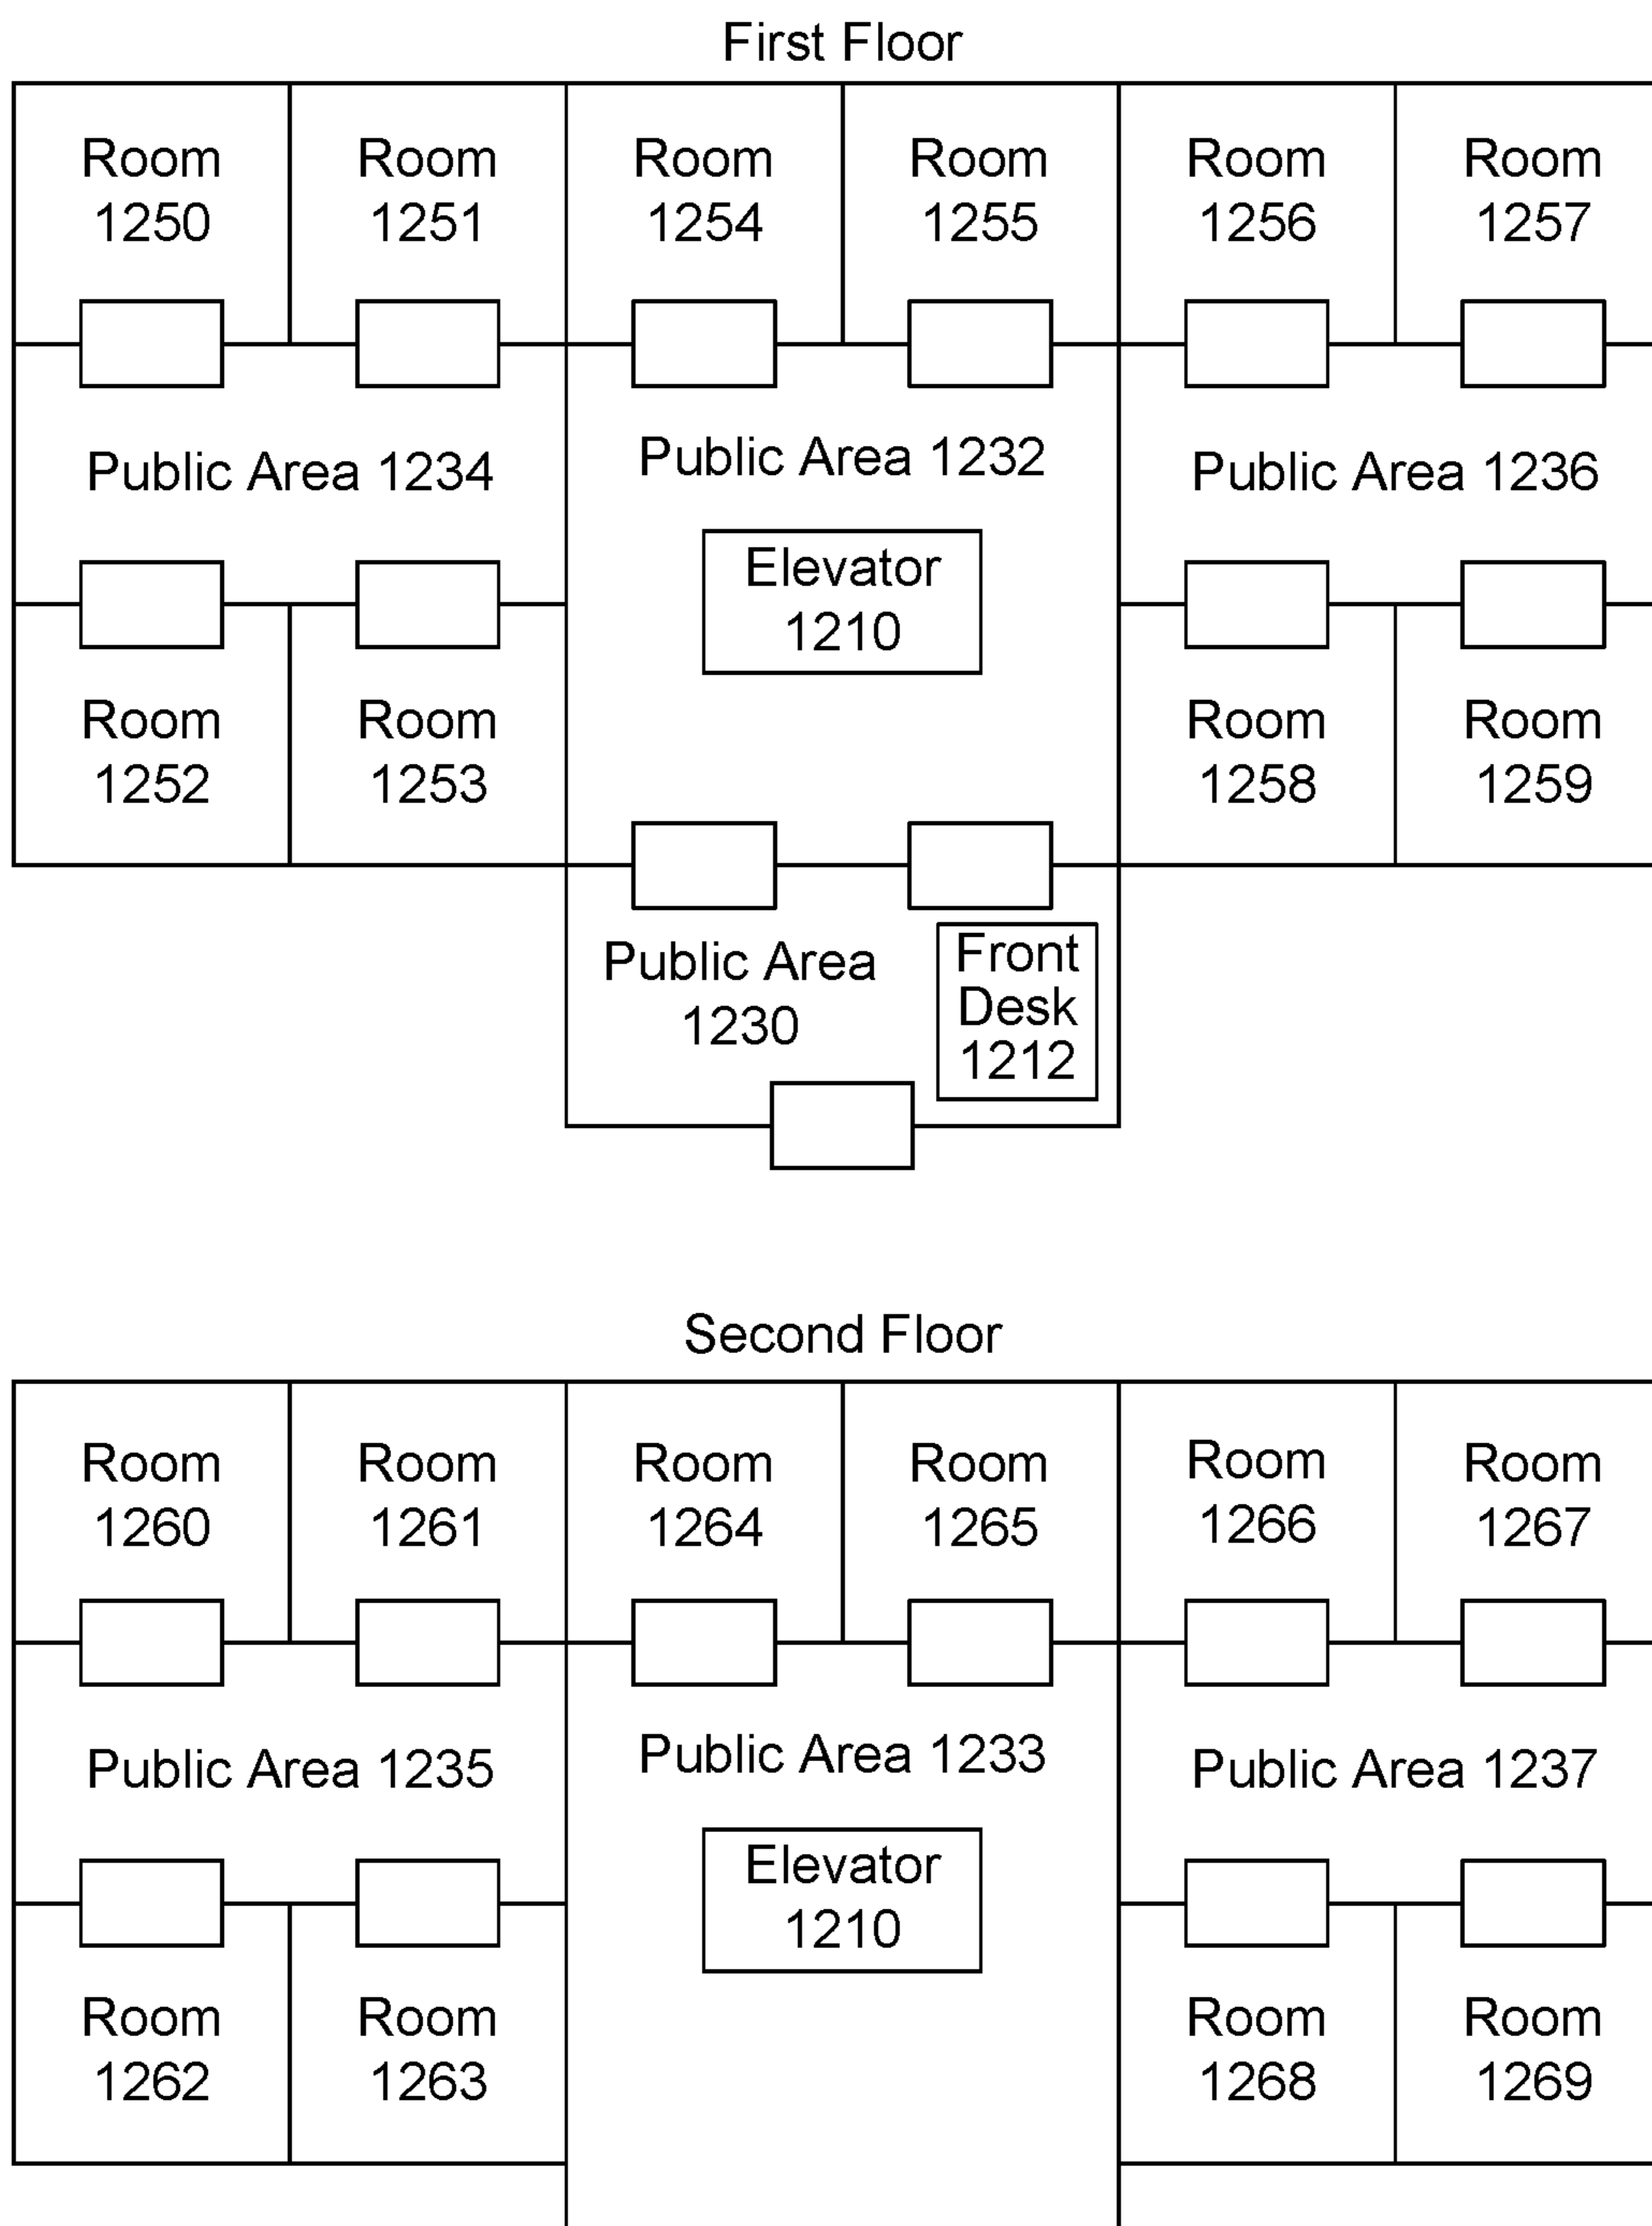 First Floor
Room
1250
Room
1251
Room
1254
Room
1255
Room
1256
Room
1257
Public Area 1234
Public Area 1232
Public Area 1236
Elevator
1210
Room
1252
Room
1253
Room
1258
Room
1259
Public Area
1230
Front
Desk
1212
Second Floor
Room
1260
Room
1261
Room
1264
Room
1265
Room
1266
Room
1267
Public Area 1235
Public Area 1233
Public Area 1237
Elevator
1210
Room
1262
Room
1263
Room
1268
Room
1269